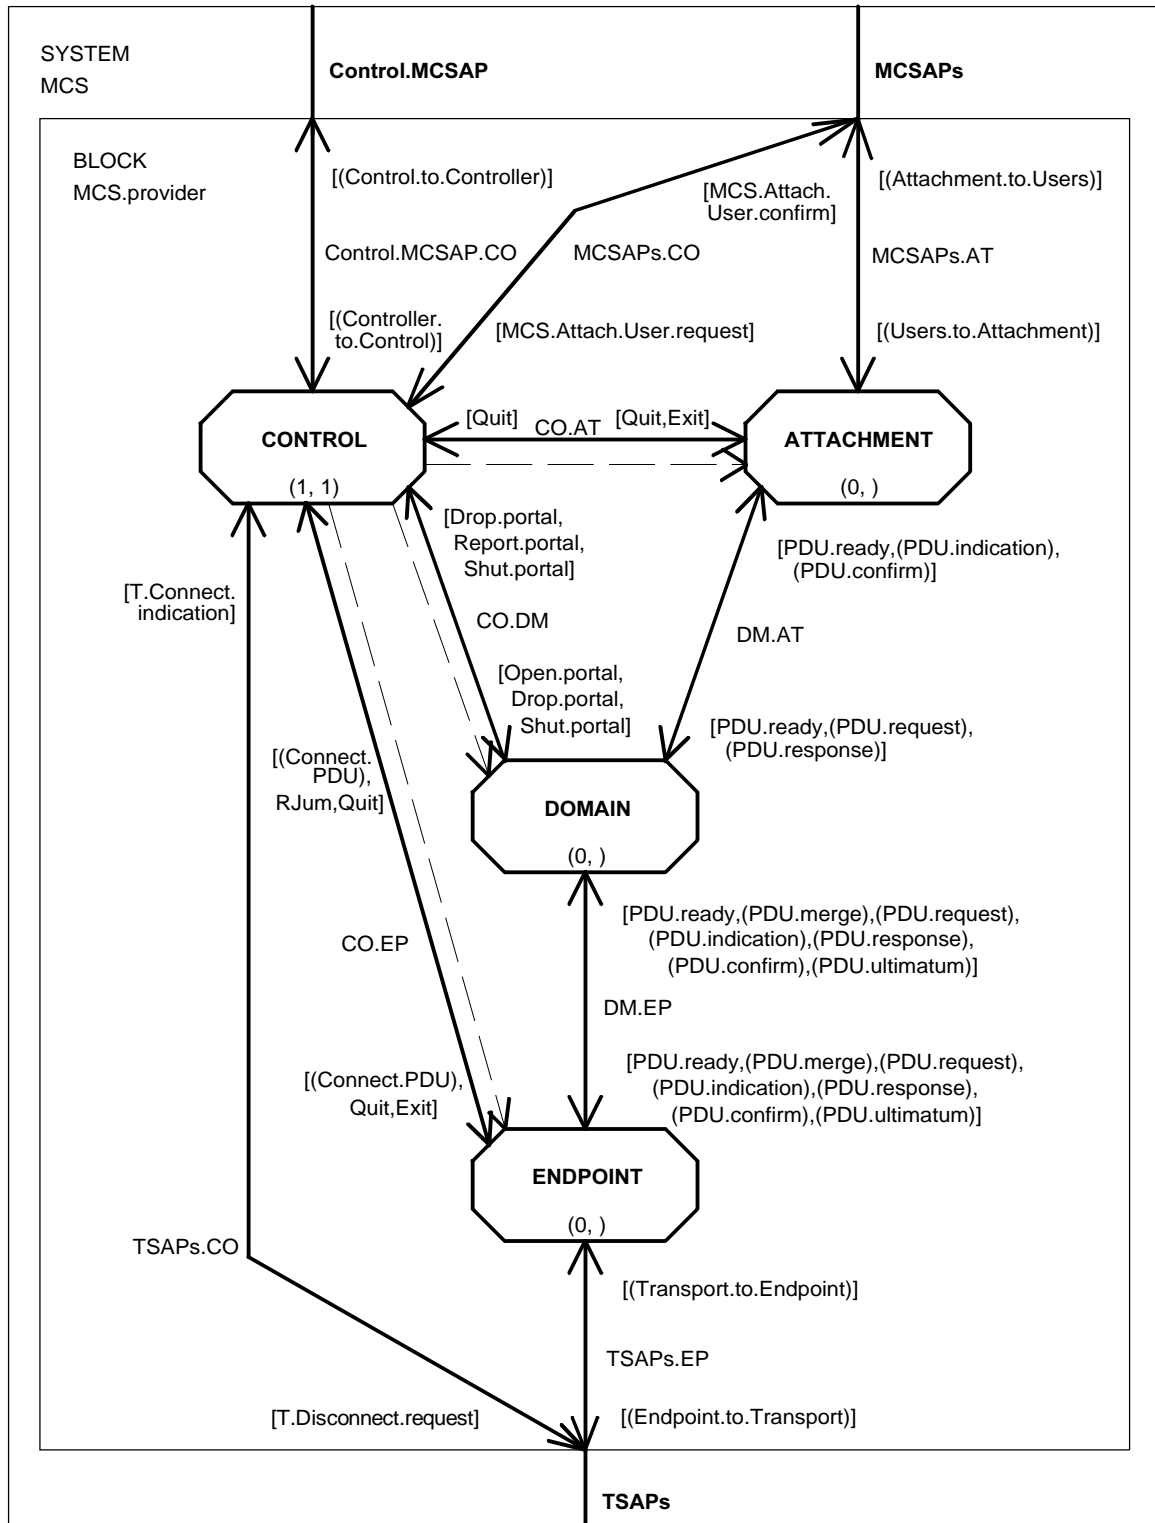 SYSTEM
MCS
Control.MCSAP
MCSAPs
BLOCK
MCS.provider
[(Control.to.Controller)]
[MCS.Attach.
User.confirm]
[(Attachment.to.Users)]
Control.MCSAP.CO
MCSAPs.CO
MCSAPs.AT
[(Controller.
to.Control)]
[MCS.Attach.User.request]
[(Users.to.Attachment)]
CONTROL
(1, 1)
[Quit]
CO.AT
[Quit,Exit]
ATTACHMENT
(0, )
[T.Connect.
indication]
[Drop.portal,
Report.portal,
Shut.portal]
[PDU.ready,(PDU.indication),
(PDU.confirm)]
CO.DM
DM.AT
[Open.portal,
Drop.portal,
Shut.portal]
[PDU.ready,(PDU.request),
(PDU.response)]
[(Connect.
PDU),
RJum,Quit]
DOMAIN
(0, )
[PDU.ready,(PDU.merge),(PDU.request),
(PDU.indication),(PDU.response),
(PDU.confirm),(PDU.ultimatum)]
CO.EP
DM.EP
[(Connect.PDU),
Quit,Exit]
[PDU.ready,(PDU.merge),(PDU.request),
(PDU.indication),(PDU.response),
(PDU.confirm),(PDU.ultimatum)]
ENDPOINT
(0, )
TSAPs.CO
[(Transport.to.Endpoint)]
TSAPs.EP
[T.Disconnect.request]
[(Endpoint.to.Transport)]
TSAPs